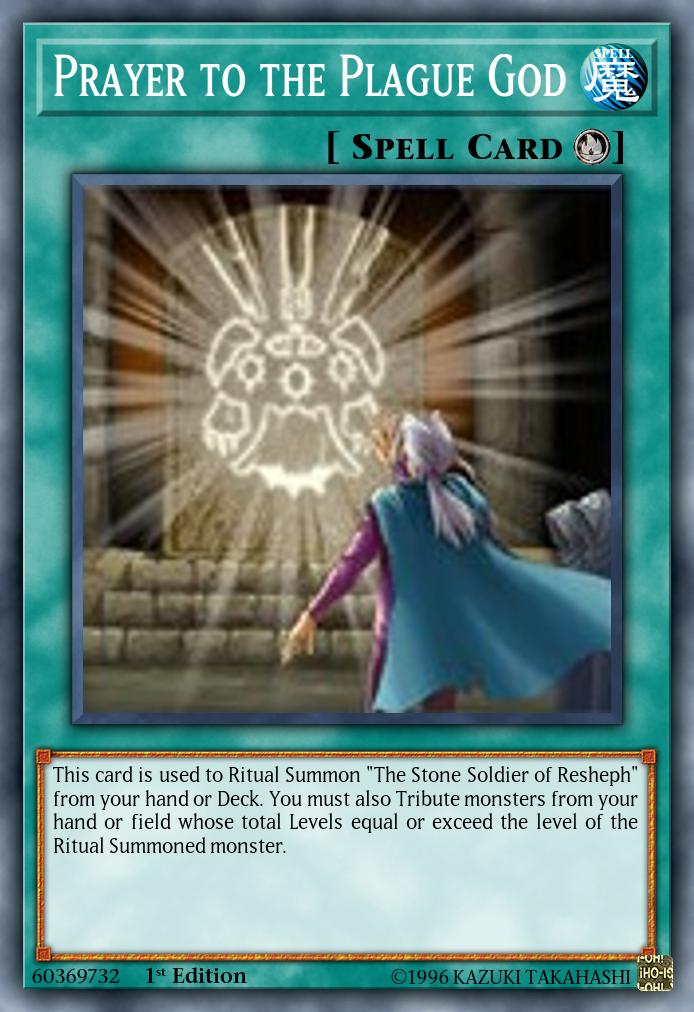 PRAYER TO THE PLAGUE GOD
SPELL
魔
[ SPELL CARD ]
This card is used to Ritual Summon "The Stone Soldier of Resheph"
from your hand or Deck. You must also Tribute monsters from your
hand or field whose total Levels equal or exceed the level of the
Ritual Summoned monster.
60369732 1st Edition ©1996 KAZUKI TAKAHASHI